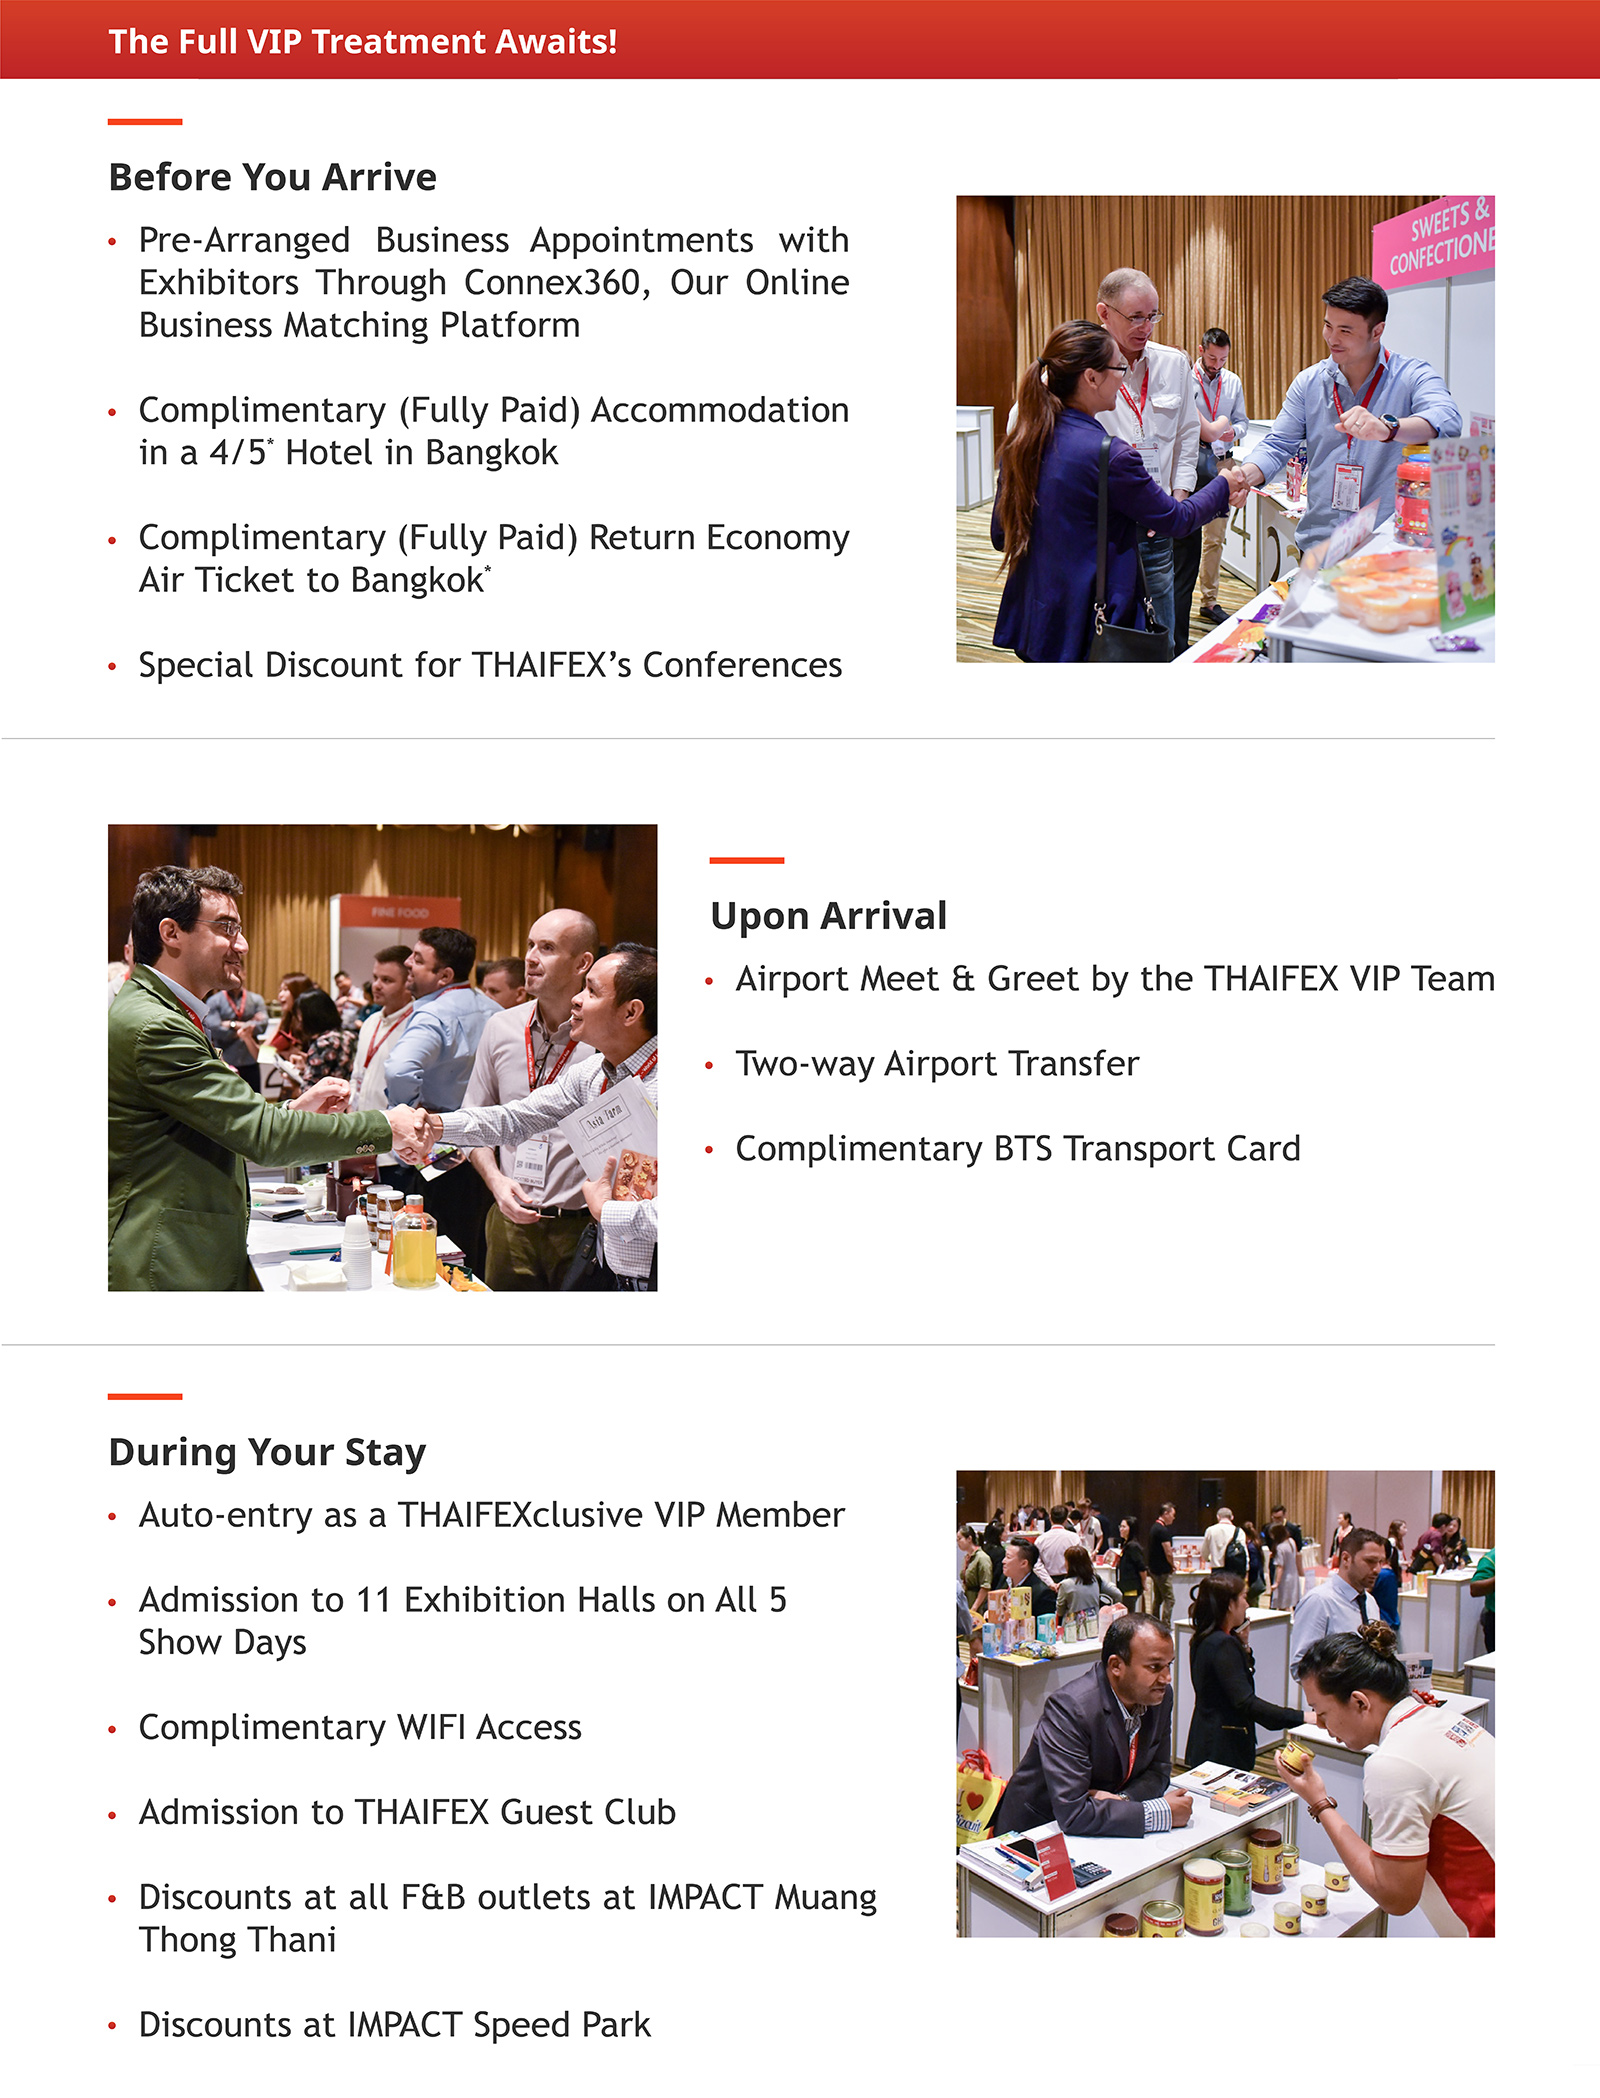 The Full VIP Treatment Awaits!
Before You Arrive
• Pre-Arranged Business Appointments with
Exhibitors Through Connex360, Our Online
Business Matching Platform
• Complimentary (Fully Paid) Accommodation
in a 4/5* Hotel in Bangkok
• Complimentary (Fully Paid) Return Economy
Air Ticket to Bangkok*
• Special Discount for THAIFEX’s Conferences
SWEETS &
FINE FOOD
Asia Farm
Upon Arrival
• Airport Meet & Greet by the THAIFEX VIP Team
• Two-way Airport Transfer
• Complimentary BTS Transport Card
During Your Stay
• Auto-entry as a THAIFEXclusive VIP Member
• Admission to 11 Exhibition Halls on All 5
Show Days
• Complimentary WIFI Access
• Admission to THAIFEX Guest Club
• Discounts at all F&B outlets at IMPACT Muang
Thong Thani
• Discounts at IMPACT Speed Park